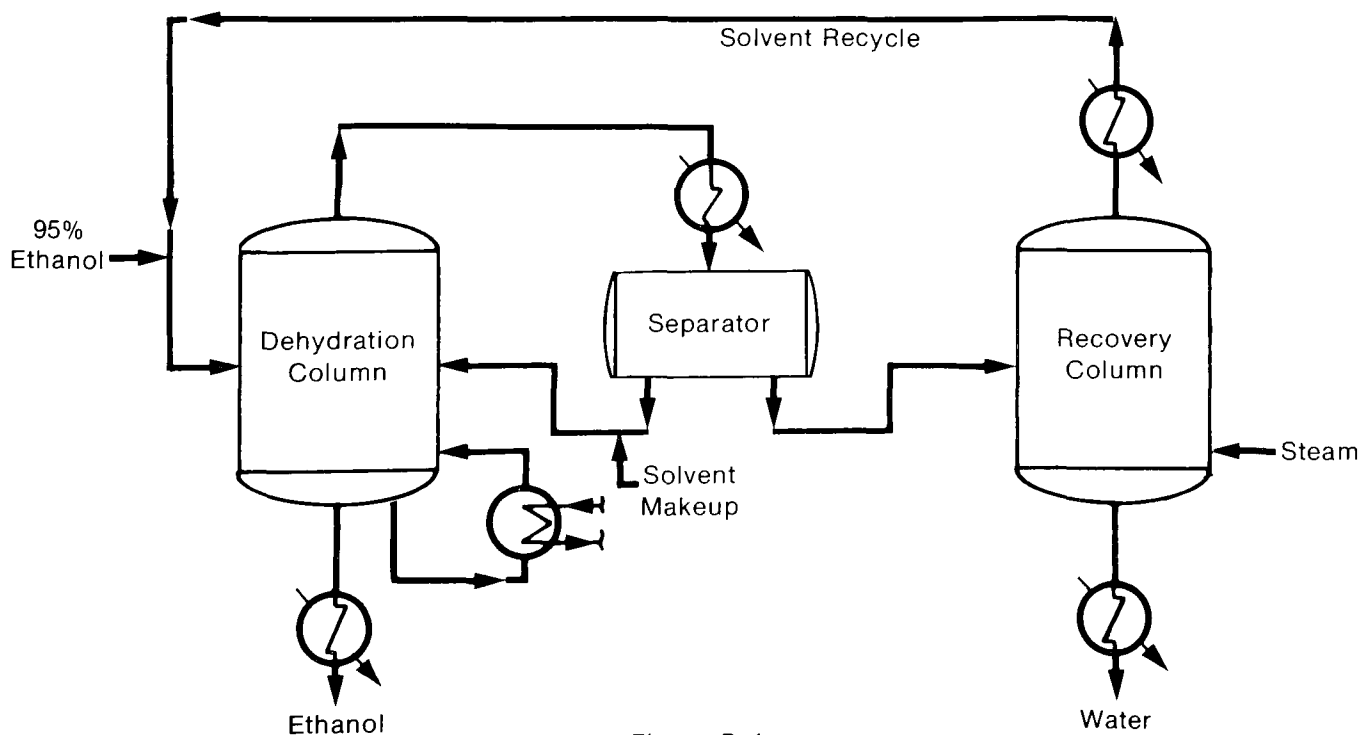 Solvent Recycle
95%
Ethanol
Dehydration
Column
Separator
Recovery
Column
Steam
Solvent
Makeup
Ethanol
Water